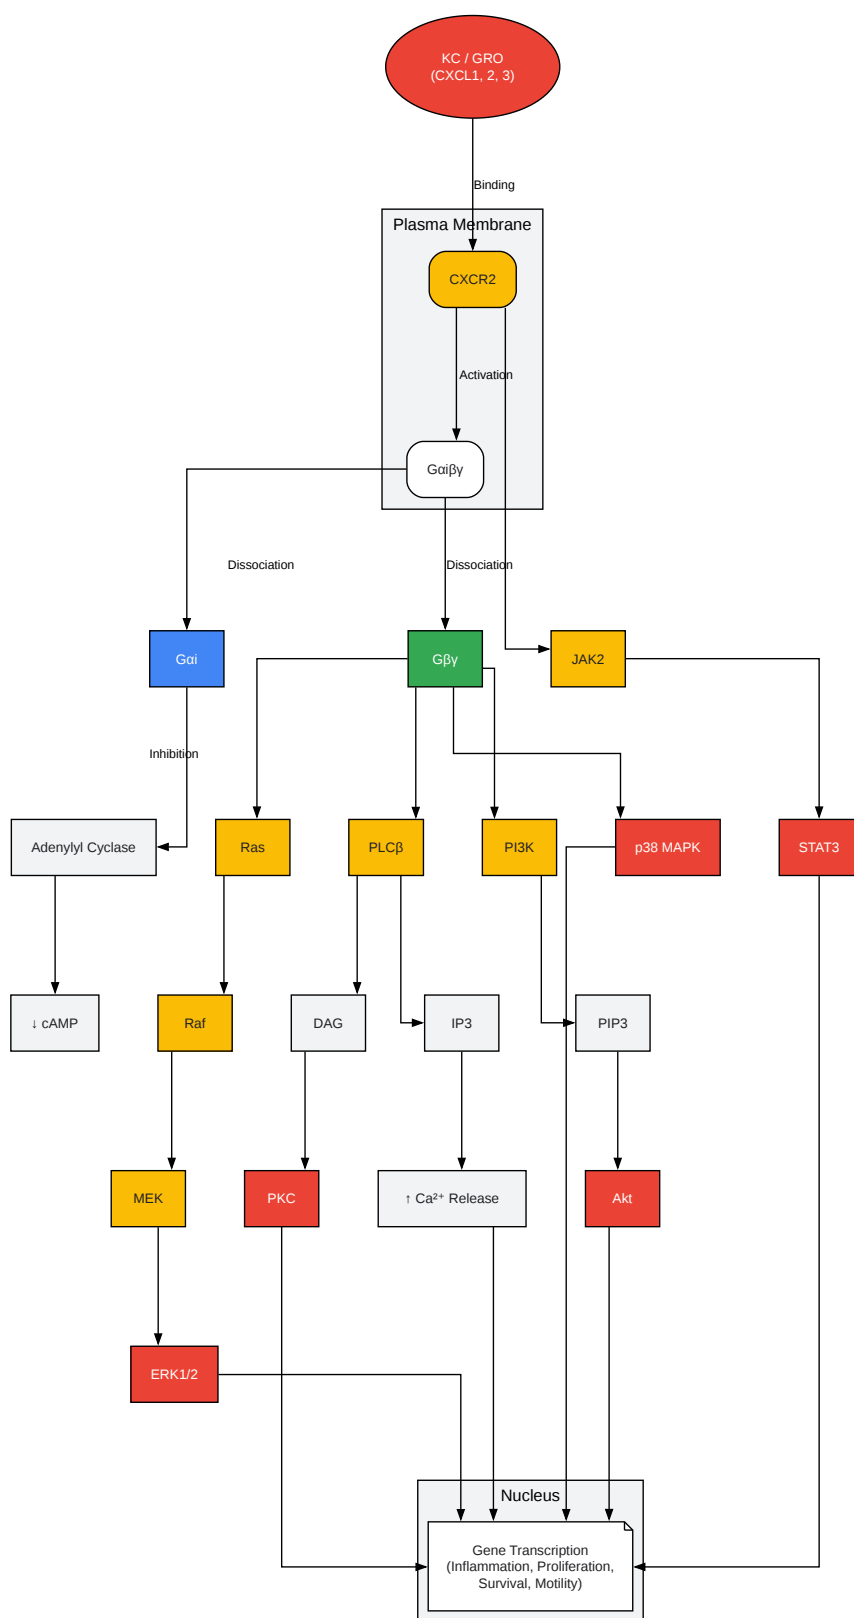 KC / GRO
(CXCL1, 2, 3)
Binding
Plasma Membrane
CXCR2
Activation
Gαiβγ
Dissociation
Dissociation
Gαi
Gβγ
JAK2
Inhibition
Adenylyl Cyclase
Ras
PLCβ
PI3K
p38 MAPK
STAT3
↓ cAMP
Raf
DAG
IP3
PIP3
MEK
PKC
↑ Ca²⁺ Release
Akt
ERK1/2
Nucleus
Gene Transcription
(Inflammation, Proliferation,
Survival, Motility)